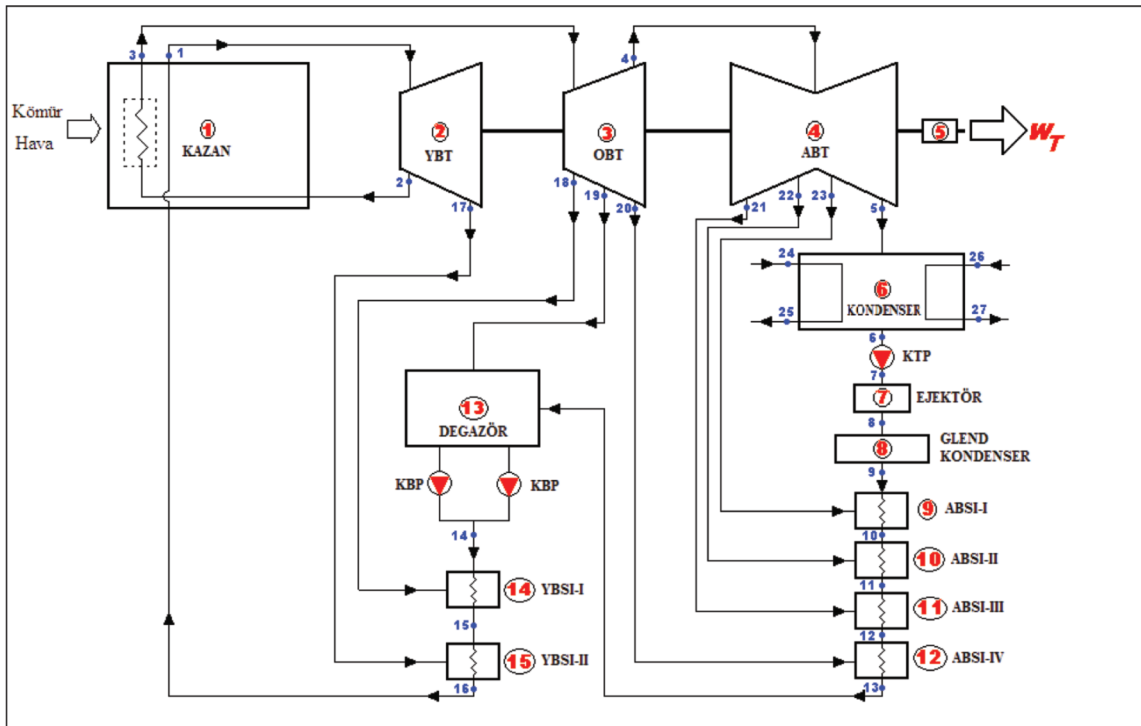 3
1
4
Kömür
Hava
1
KAZAN
2
YBT
3
OBT
4
ABT
5
W_T
2
17
18
19
20
21
22
23
5
24
26
6
KONDENSER
25
27
6
KTP
7
7
EJEKTÖR
8
8
GLEND
KONDENSER
9
13
DEGAZÖR
KBP
KBP
9
ABSI-I
10
14
10
ABSI-II
11
14
YBSI-I
11
ABSI-III
15
12
15
YBSI-II
12
ABSI-IV
16
13